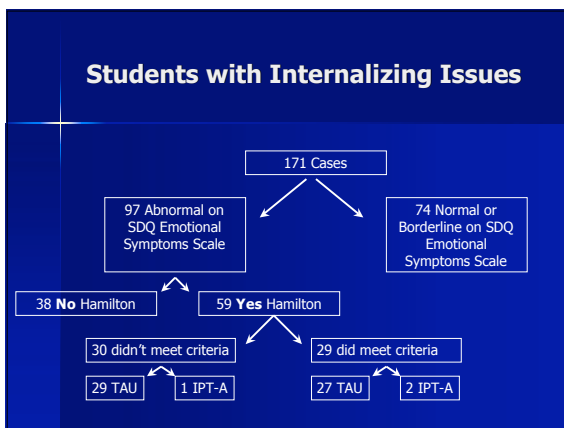 Students with Internalizing Issues
171 Cases
97 Abnormal on
SDQ Emotional
Symptoms Scale
74 Normal or
Borderline on SDQ
Emotional
Symptoms Scale
38 No Hamilton
59 Yes Hamilton
30 didn't meet criteria
29 did meet criteria
29 TAU
1 IPT-A
27 TAU
2 IPT-A